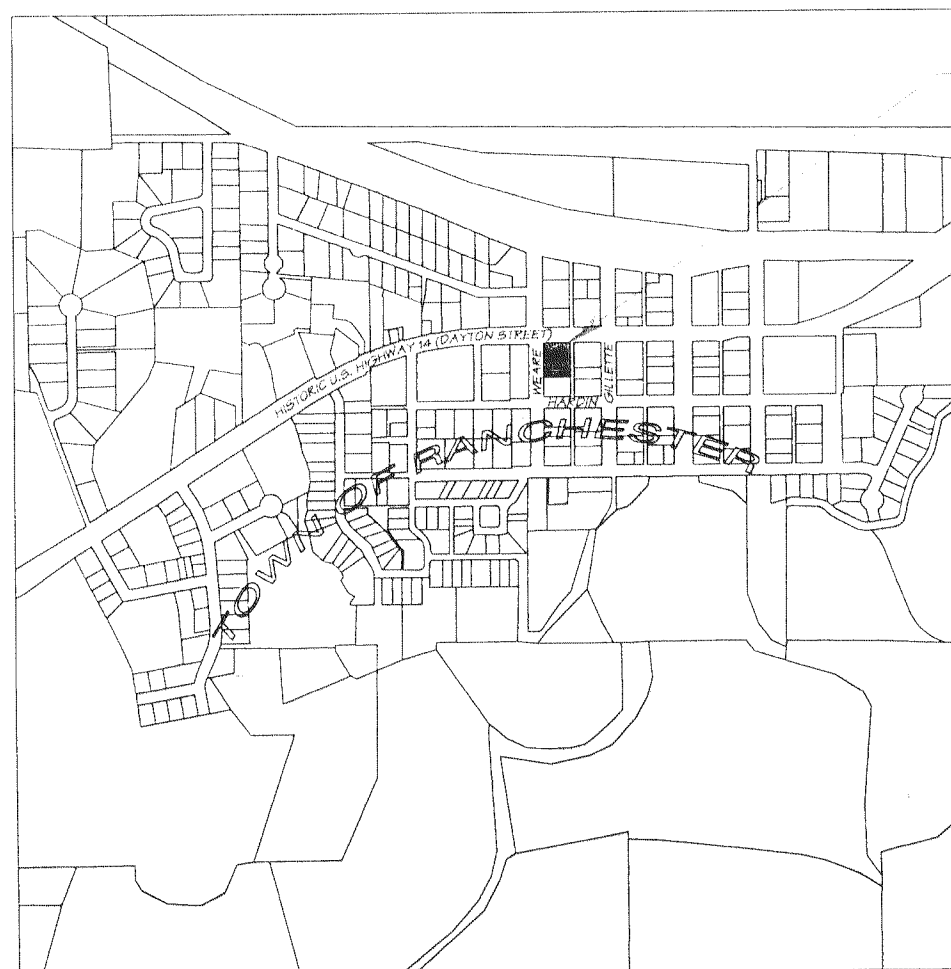 HISTORIC U.S. HIGHWAY 14 (DAYTON STREET)
WEARE
GILLETTE
HARDIN
TOWN OF RANCHESTER